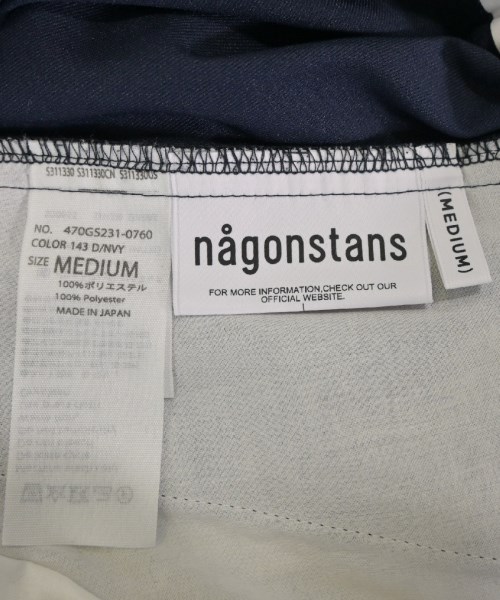 S311330 S311330CN S311330US
NO. 470GS231-0760
COLOR 143 D/NVY
SIZE MEDIUM
100%ポリエステル
100% Polyester
MADE IN JAPAN
någonstans
FOR MORE INFORMATION,CHECK OUT OUR
OFFICIAL WEBSITE.
(MEDIUM)